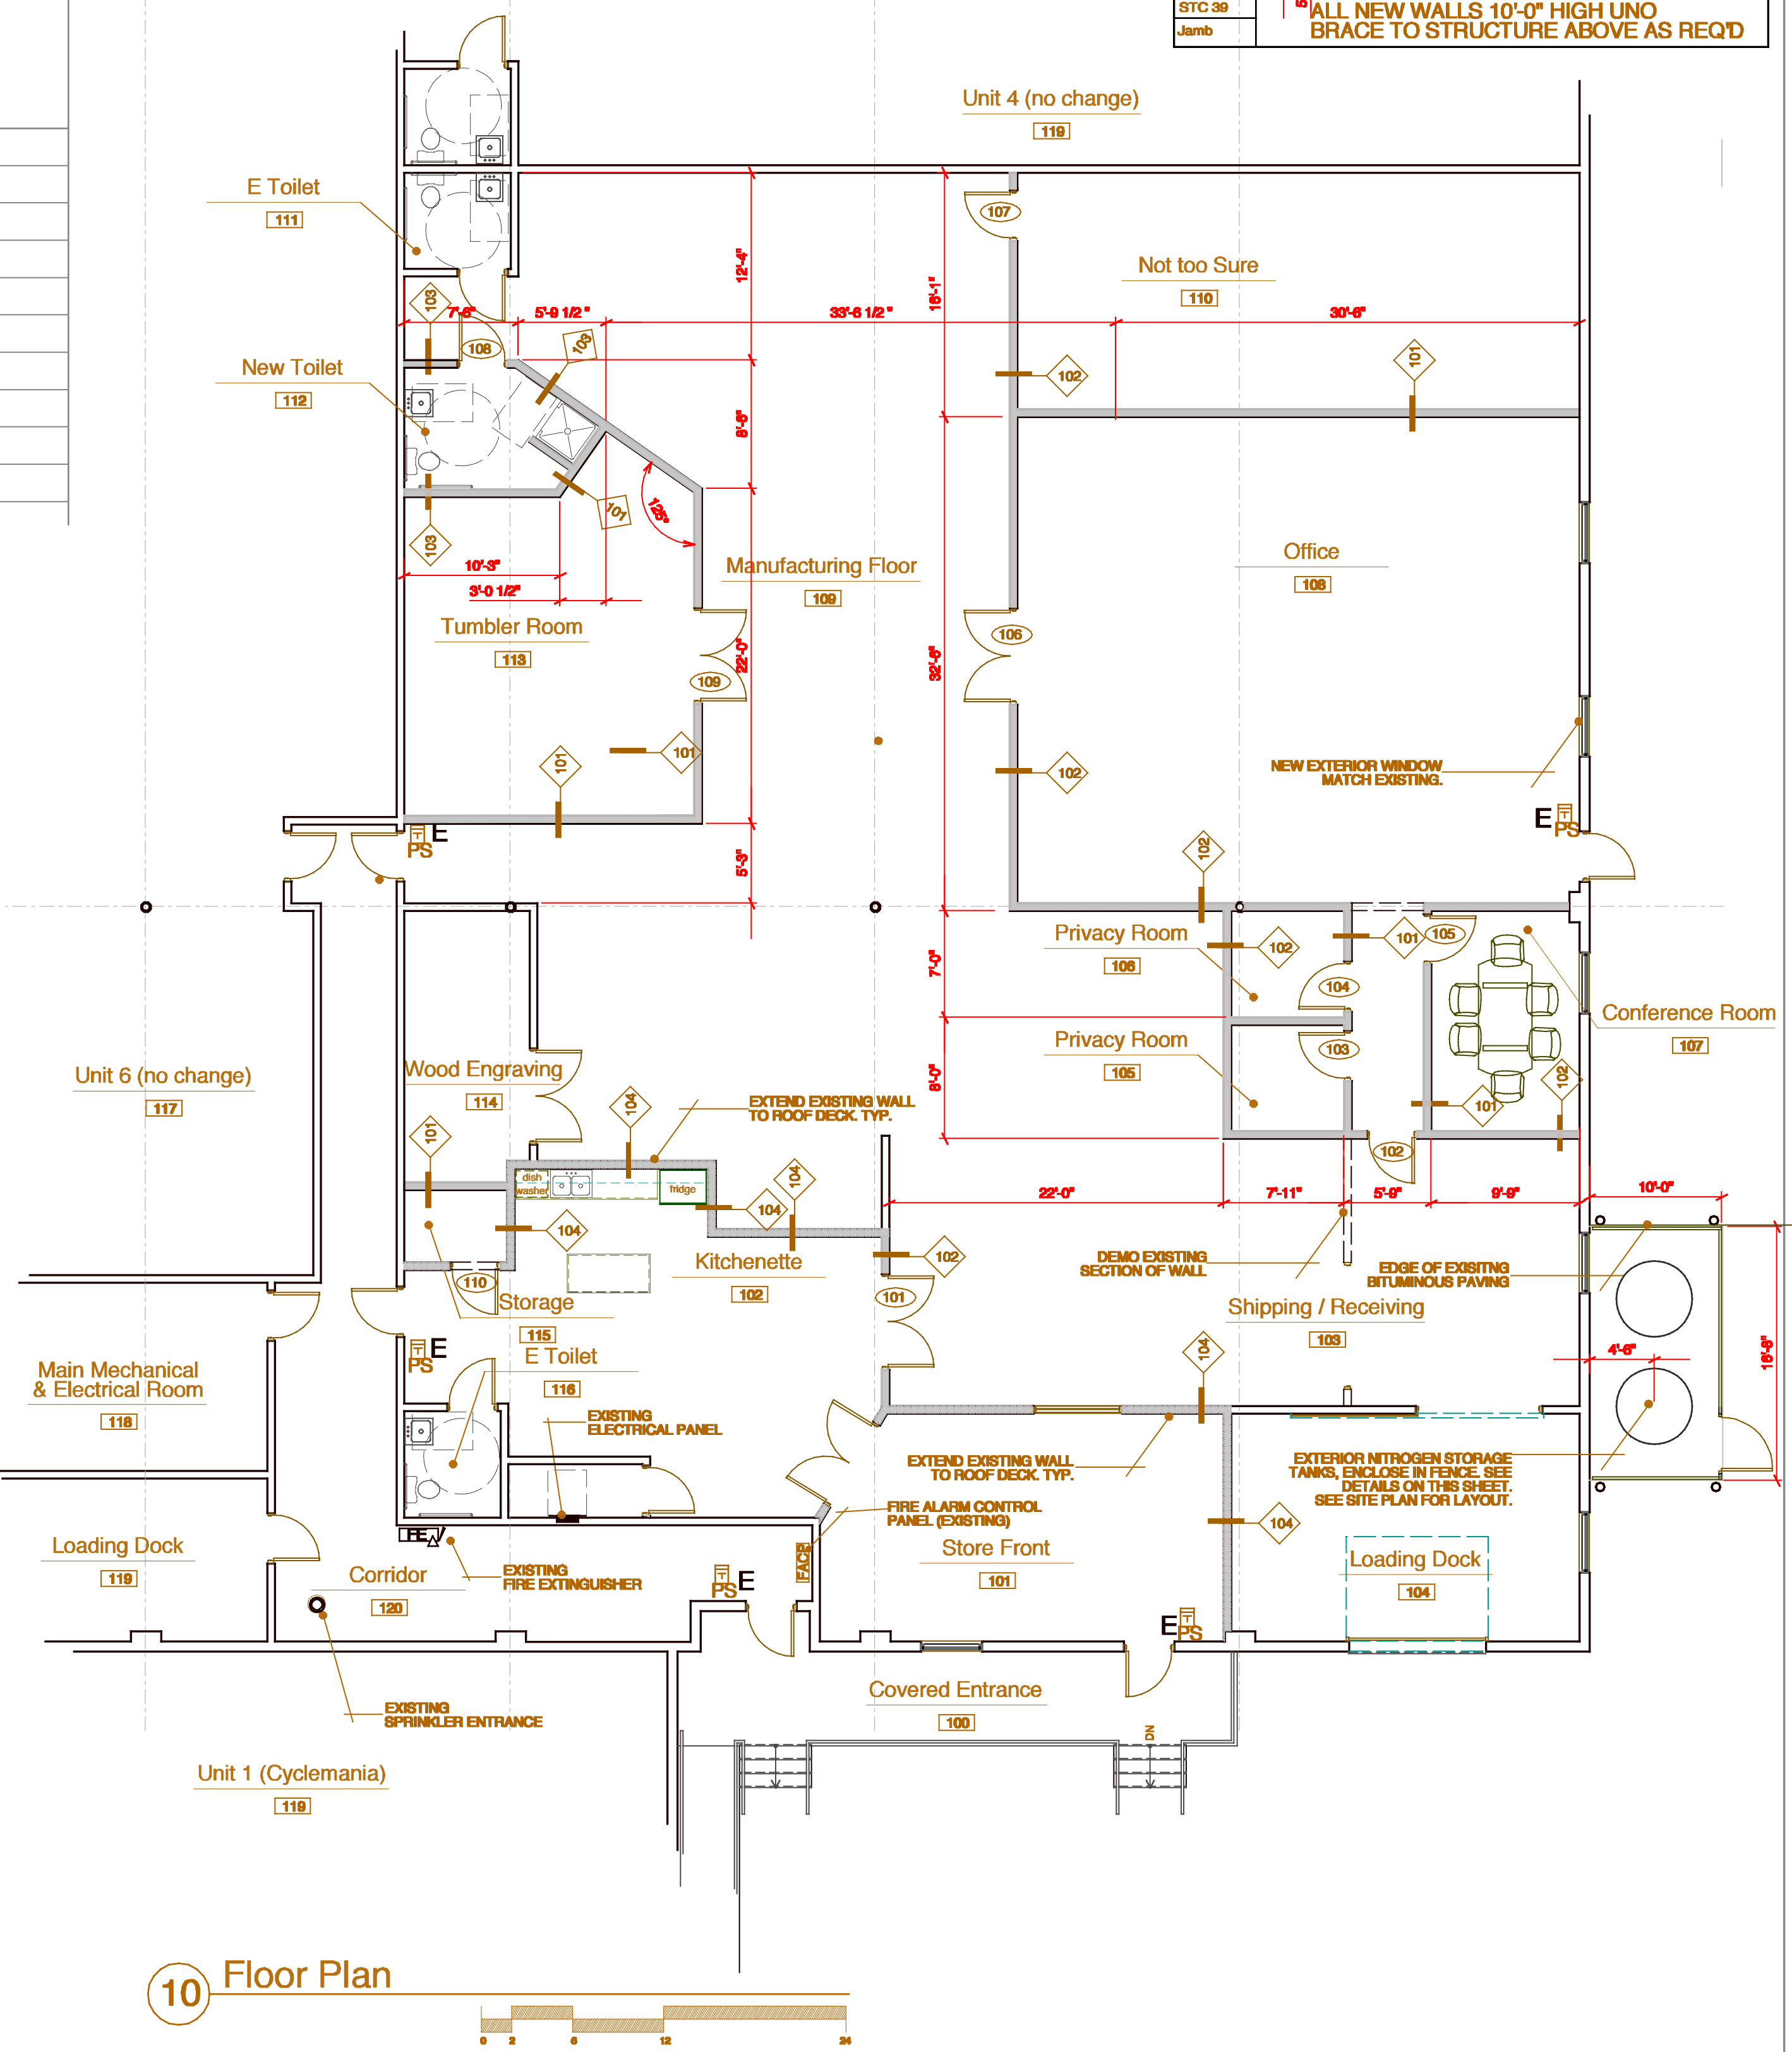 STC 39
Jamb
5
ALL NEW WALLS 10'-0" HIGH UNO
BRACE TO STRUCTURE ABOVE AS REQ'D
Unit 4 (no change)
119
E Toilet
111
107
Not too Sure
110
12'-4"
16'-1"
103
7'-6"
5'-9 1/2"
33'-6 1/2"
30'-6"
108
103
New Toilet
112
102
101
8'-6"
125°
101
103
10'-3"
3'-0 1/2"
Manufacturing Floor
109
Office
108
Tumbler Room
113
106
22'-0"
32'-6"
109
101
101
102
NEW EXTERIOR WINDOW
MATCH EXISTING.
E
PS
E
PS
102
5'-3"
Privacy Room
106
102
101
105
7'-0"
104
Conference Room
107
Privacy Room
105
103
8'-0"
101
102
Unit 6 (no change)
117
Wood Engraving
114
104
EXTEND EXISTING WALL
TO ROOF DECK. TYP.
101
102
dish
washer
fridge
104
104
104
22'-0"
7'-11"
5'-9"
9'-9"
10'-0"
102
Kitchenette
102
DEMO EXISTING
SECTION OF WALL
EDGE OF EXISITNG
BITUMINOUS PAVING
110
Storage
115
101
Shipping / Receiving
103
E
PS
E Toilet
116
104
4'-6"
16'-8"
Main Mechanical
& Electrical Room
118
EXISTING
ELECTRICAL PANEL
EXTEND EXISTING WALL
TO ROOF DECK. TYP.
EXTERIOR NITROGEN STORAGE
TANKS, ENCLOSE IN FENCE. SEE
DETAILS ON THIS SHEET.
SEE SITE PLAN FOR LAYOUT.
FIRE ALARM CONTROL
PANEL (EXISTING)
104
Loading Dock
119
FE
Store Front
101
Loading Dock
104
Corridor
120
EXISTING
FIRE EXTINGUISHER
PS
E
FACP
E
PS
EXISTING
SPRINKLER ENTRANCE
Covered Entrance
100
DN
Unit 1 (Cyclemania)
119
10
Floor Plan
0 2 6 12 24